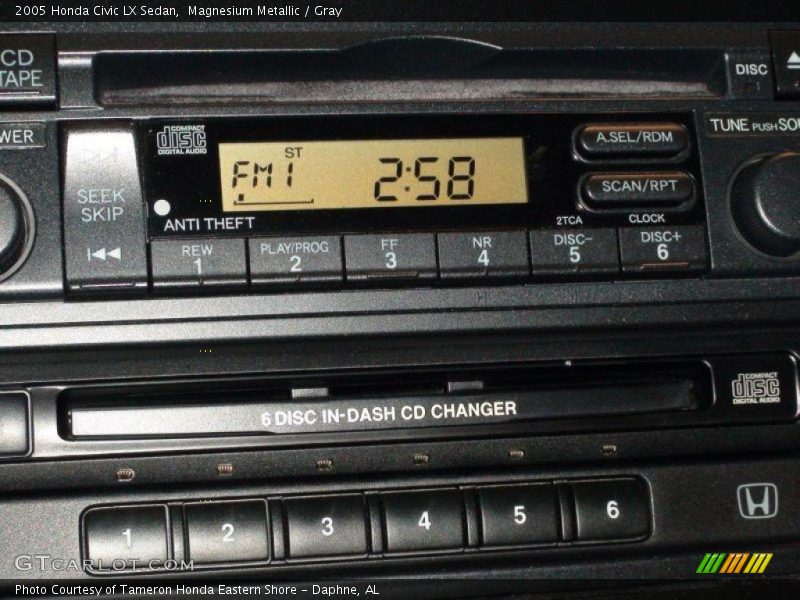 2005 Honda Civic LX Sedan, Magnesium Metallic / Gray
CD
TAPE
DISC
WER
COMPACT
disc
DIGITAL AUDIO
ST
FM1 2:58
A.SEL/RDM
TUNE PUSH SOU
SEEK
SKIP
SCAN/RPT
ANTI THEFT
2TCA CLOCK
REW PLAY/PROG FF NR DISC- DISC+
1 2 3 4 5 6
COMPACT
disc
DIGITAL AUDIO
6 DISC IN-DASH CD CHANGER
1 2 3 4 5 6
GTCARLOT.COM
Photo Courtesy of Tameron Honda Eastern Shore - Daphne, AL